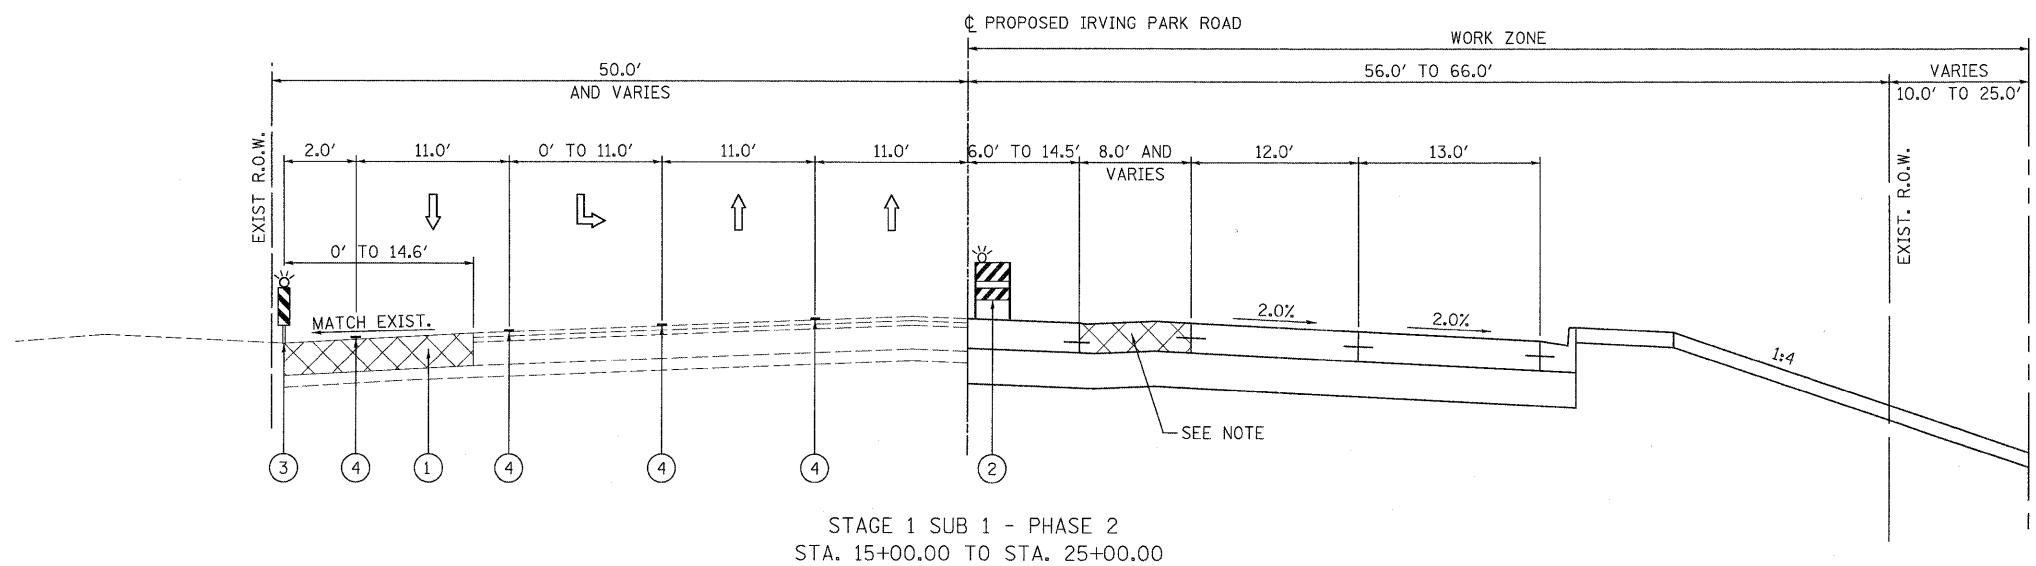 ℄ PROPOSED IRVING PARK ROAD
WORK ZONE
50.0'
AND VARIES
56.0' TO 66.0'
VARIES
10.0' TO 25.0'
EXIST R.O.W.
2.0'
11.0'
0' TO 11.0'
11.0'
11.0'
6.0' TO 14.5'
8.0' AND
VARIES
12.0'
13.0'
EXIST. R.O.W.
0' TO 14.6'
MATCH EXIST.
2.0%
2.0%
1:4
SEE NOTE
3
4
1
4
4
4
2
STAGE 1 SUB 1 - PHASE 2
STA. 15+00.00 TO STA. 25+00.00